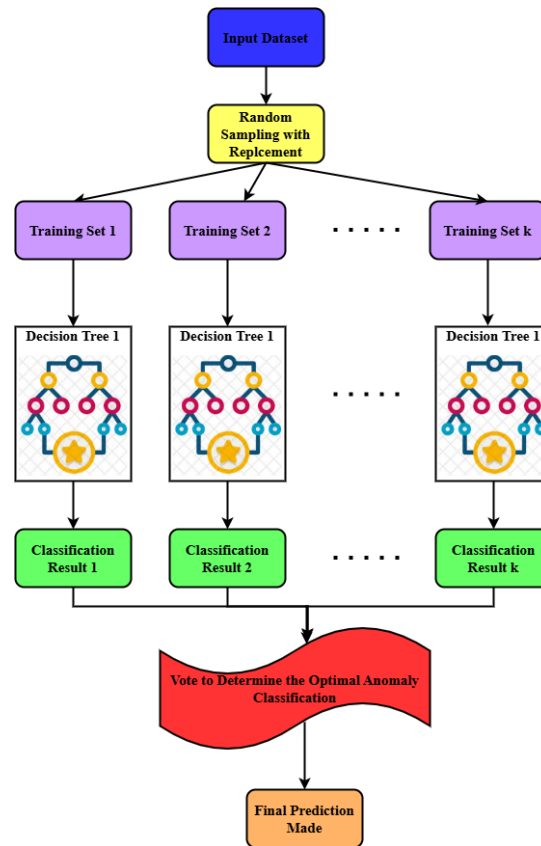 Input Dataset
Random
Sampling with
Replcement
Training Set 1
Training Set 2
. . . . .
Training Set k
Decision Tree 1
Decision Tree 1
. . . . .
Decision Tree 1
Classification
Result 1
Classification
Result 2
. . . . .
Classification
Result k
Vote to Determine the Optimal Anomaly
Classification
Final Prediction
Made